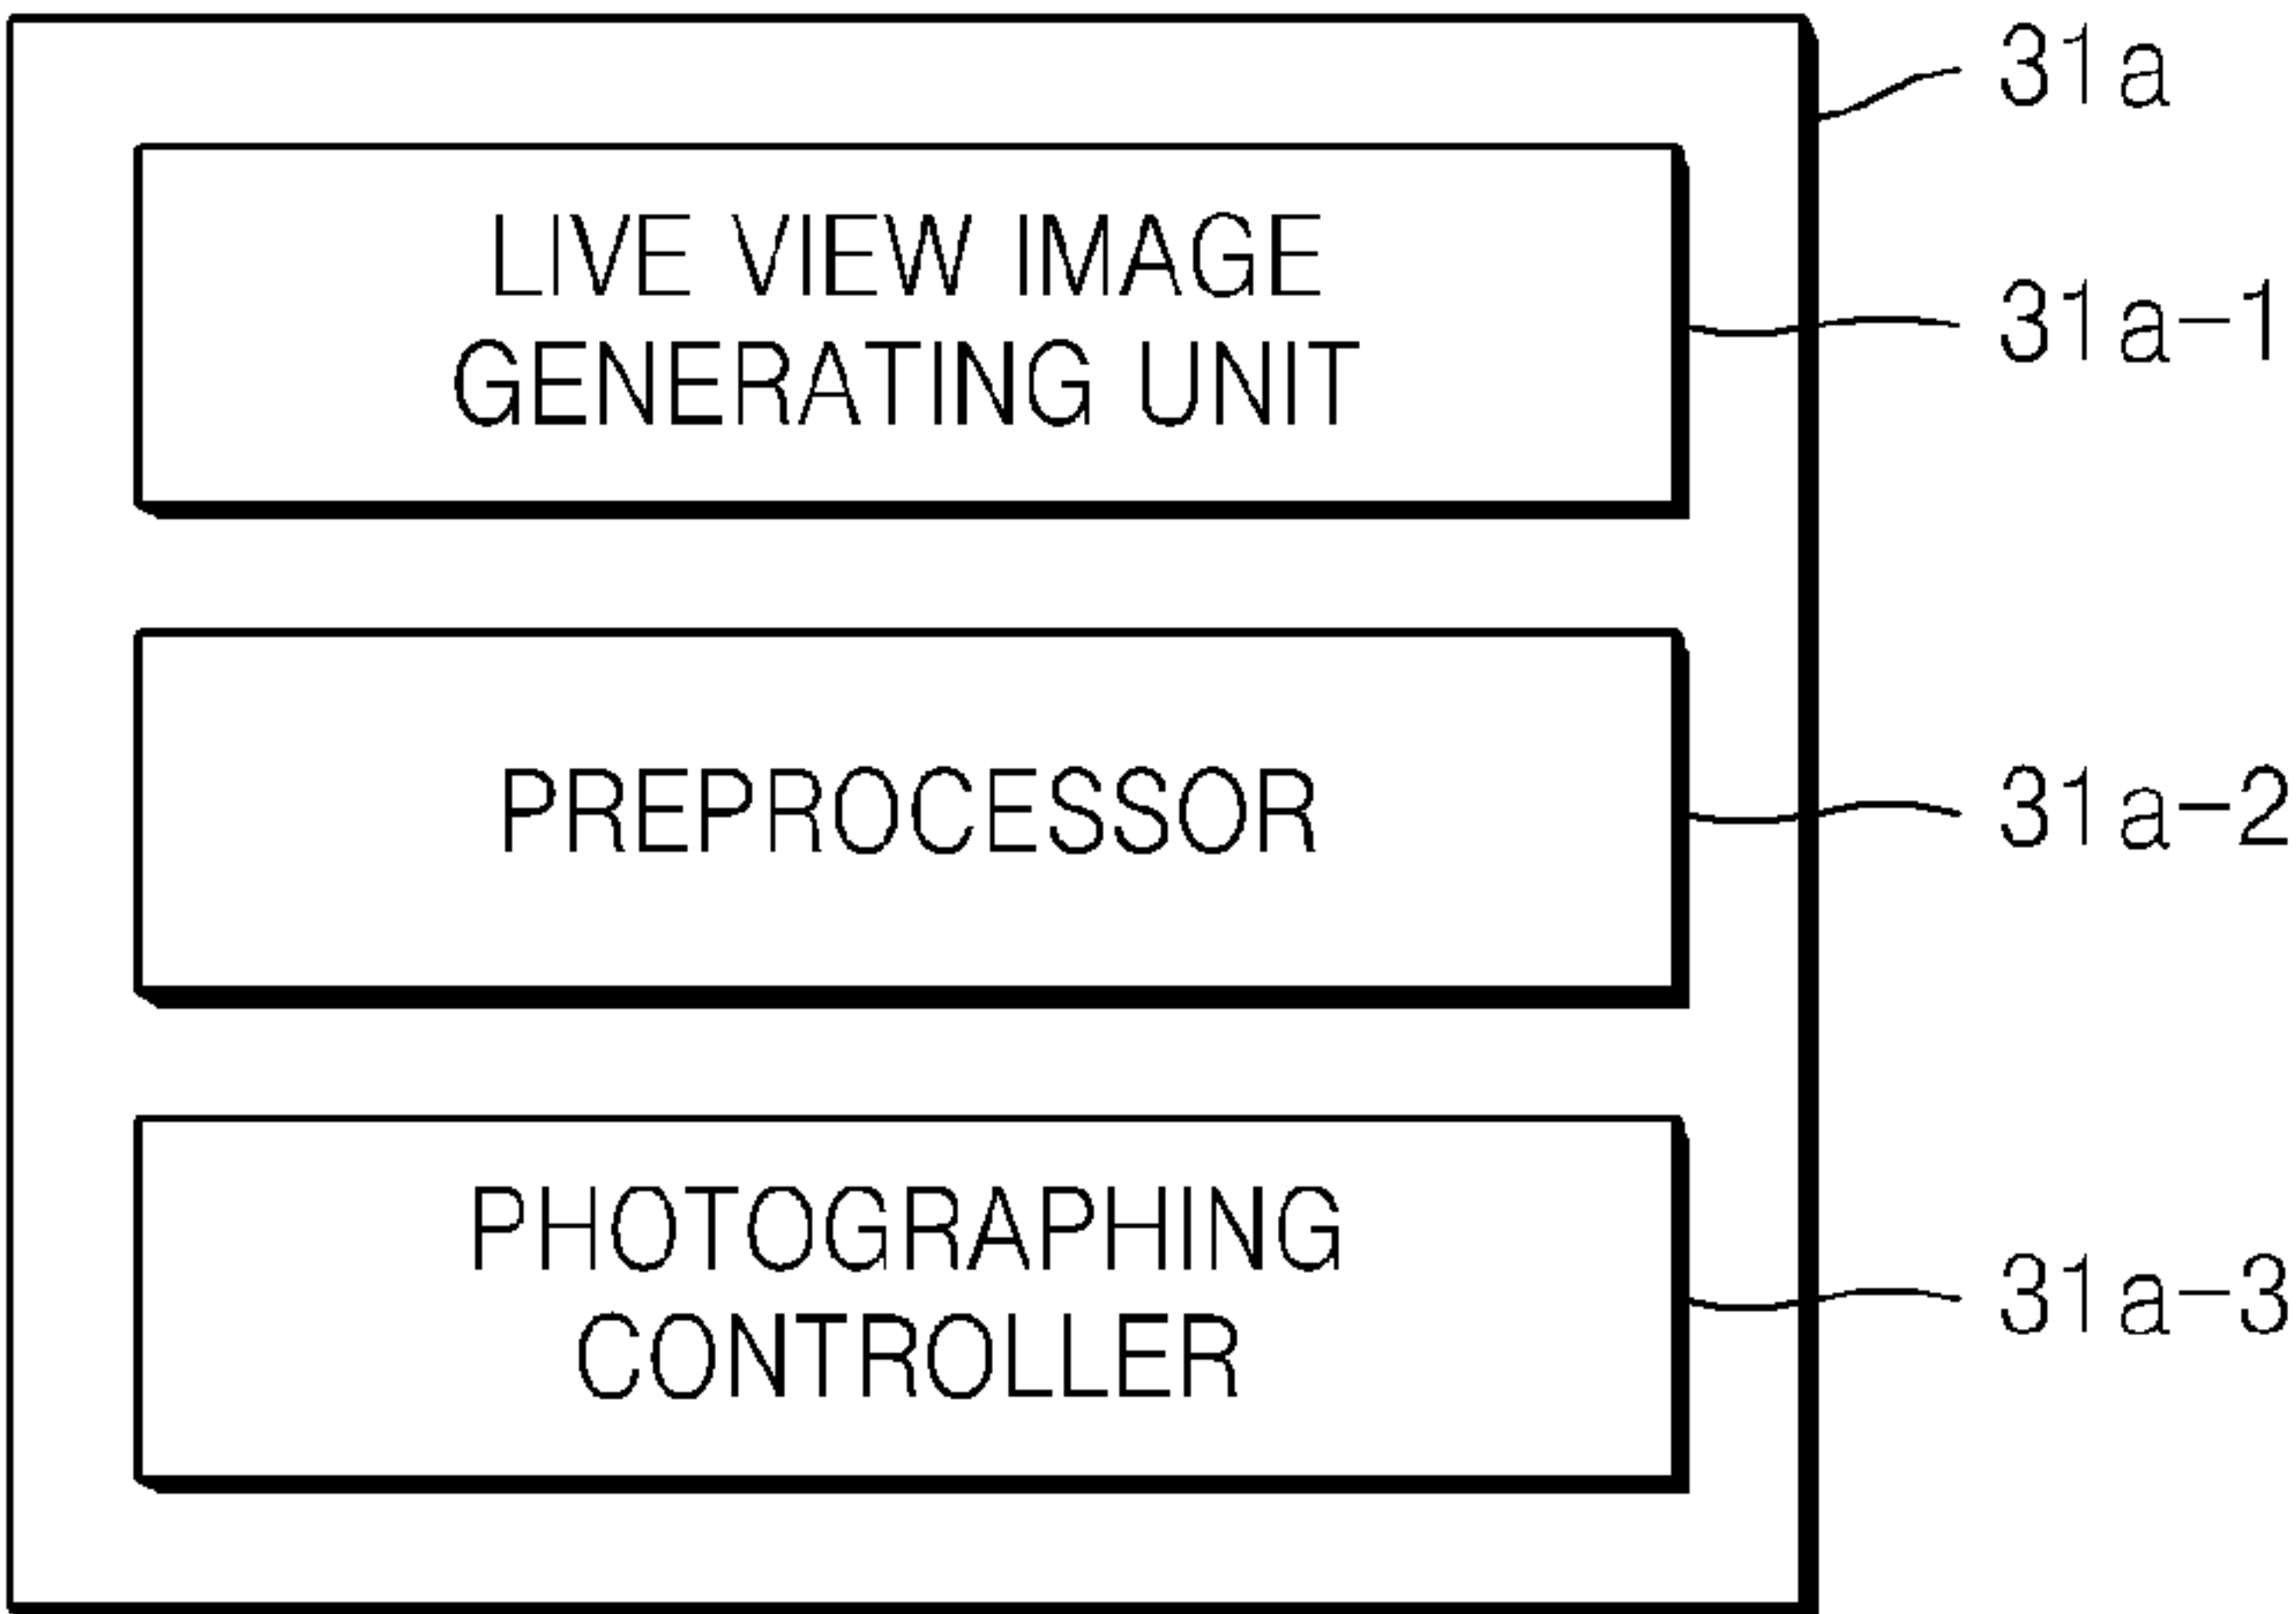 31a
LIVE VIEW IMAGE
GENERATING UNIT
31a-1
PREPROCESSOR
31a-2
PHOTOGRAPHING
CONTROLLER
31a-3